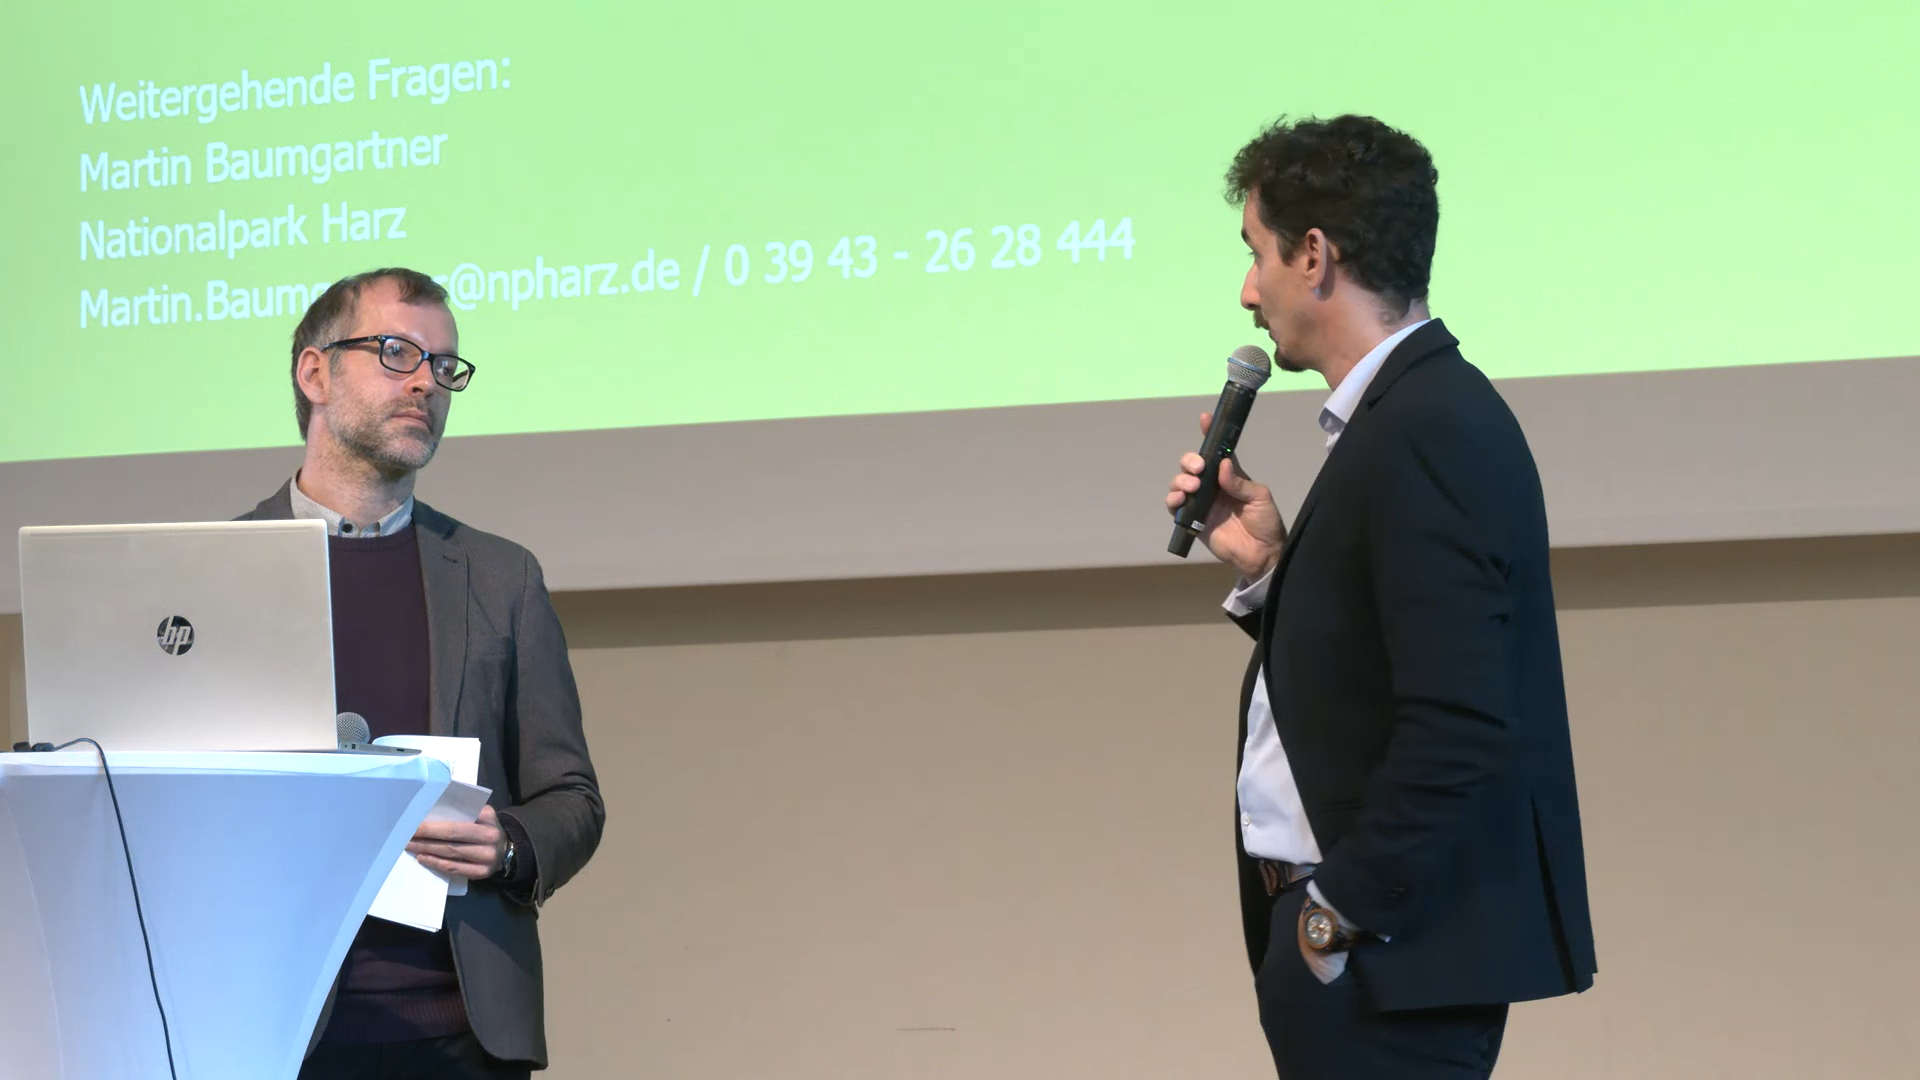 Weitergehende Fragen:
Martin Baumgartner
Nationalpark Harz
@npharz.de / 0 39 43 - 26 28 444
hp